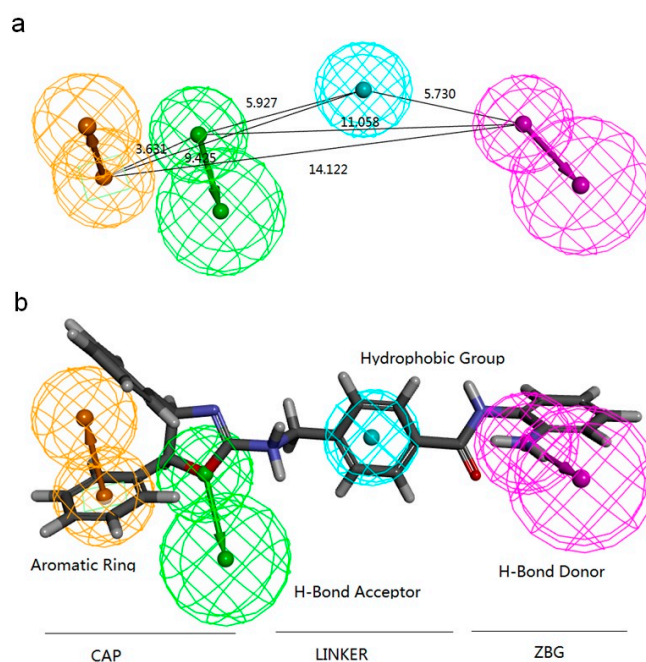 a
5.927
5.730
3.631
11.058
9.425
14.122
b
Hydrophobic Group
Aromatic Ring
H-Bond Acceptor
H-Bond Donor
CAP
LINKER
ZBG